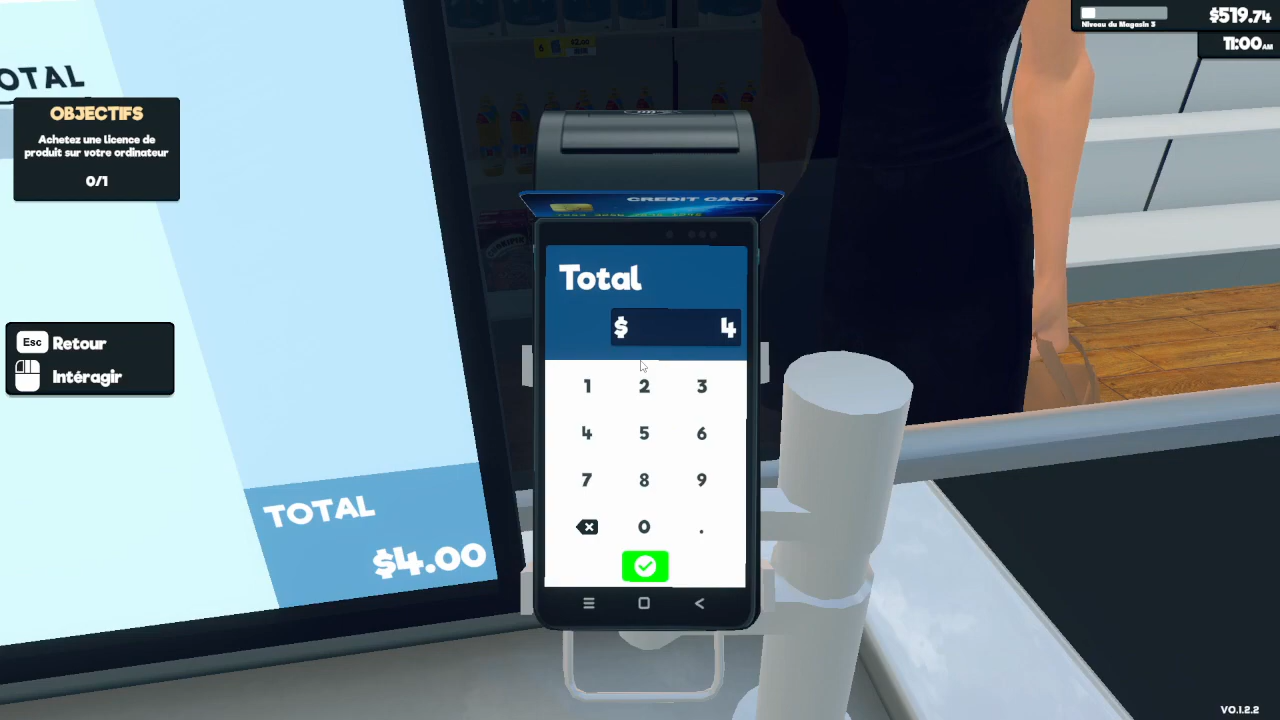 Niveau du Magasin 3
$519.74
11:00AM
OTAL
OBJECTIFS
Achetez une licence de
produit sur votre ordinateur
0/1
Esc Retour
Intéragir
CREDIT CARD
Total
$ 4
1 2 3
4 5 6
7 8 9
0 .
TOTAL
$4.00
V0.1.2.2